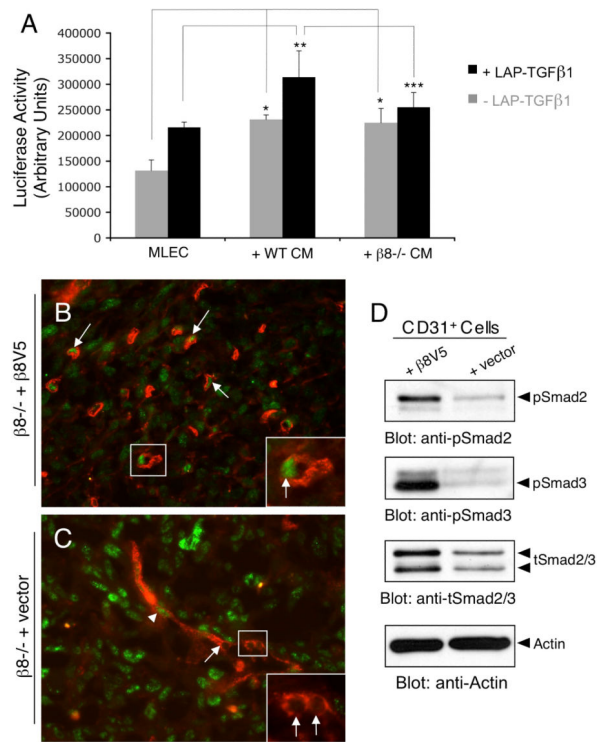 A
Luciferase Activity
(Arbitrary Units)
400000
350000
300000
250000
200000
150000
100000
50000
0
*
**
*
***
MLEC
+ WT CM
+ β8-/- CM
+ LAP-TGFβ1
- LAP-TGFβ1
B
β8-/- + β8V5
C
β8-/- + vector
D
CD31+ Cells
+ β8V5
+ vector
pSmad2
Blot: anti-pSmad2
pSmad3
Blot: anti-pSmad3
tSmad2/3
Blot: anti-tSmad2/3
Actin
Blot: anti-Actin